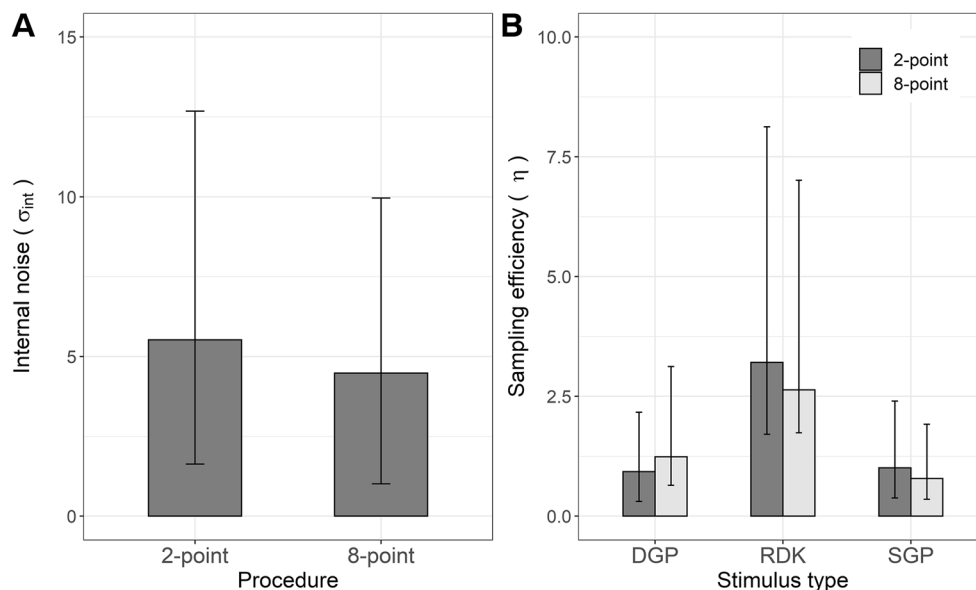 A
15
10
5
0
Internal noise ( σint )
2-point
8-point
Procedure
B
10.0
7.5
5.0
2.5
0.0
Sampling efficiency ( η )
2-point
8-point
DGP
RDK
SGP
Stimulus type